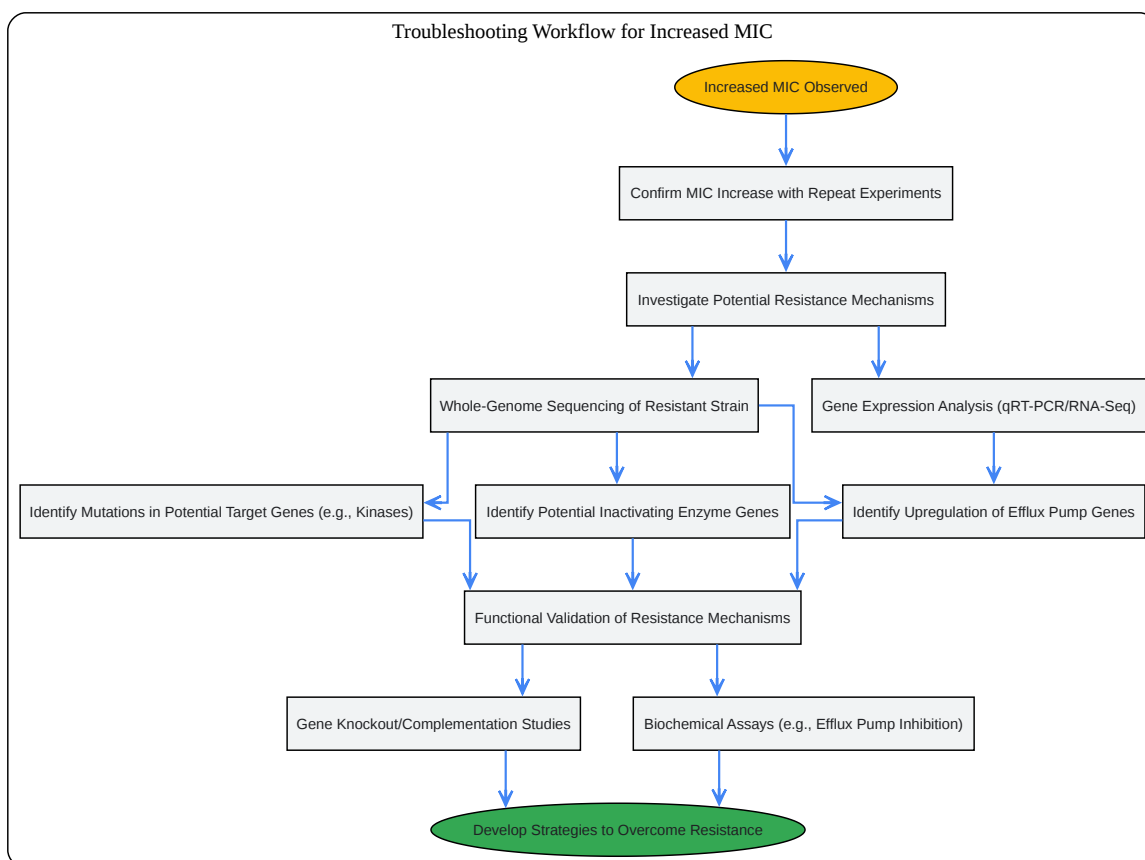 Troubleshooting Workflow for Increased MIC
Increased MIC Observed
Confirm MIC Increase with Repeat Experiments
Investigate Potential Resistance Mechanisms
Whole-Genome Sequencing of Resistant Strain
Gene Expression Analysis (qRT-PCR/RNA-Seq)
Identify Mutations in Potential Target Genes (e.g., Kinases)
Identify Potential Inactivating Enzyme Genes
Identify Upregulation of Efflux Pump Genes
Functional Validation of Resistance Mechanisms
Gene Knockout/Complementation Studies
Biochemical Assays (e.g., Efflux Pump Inhibition)
Develop Strategies to Overcome Resistance